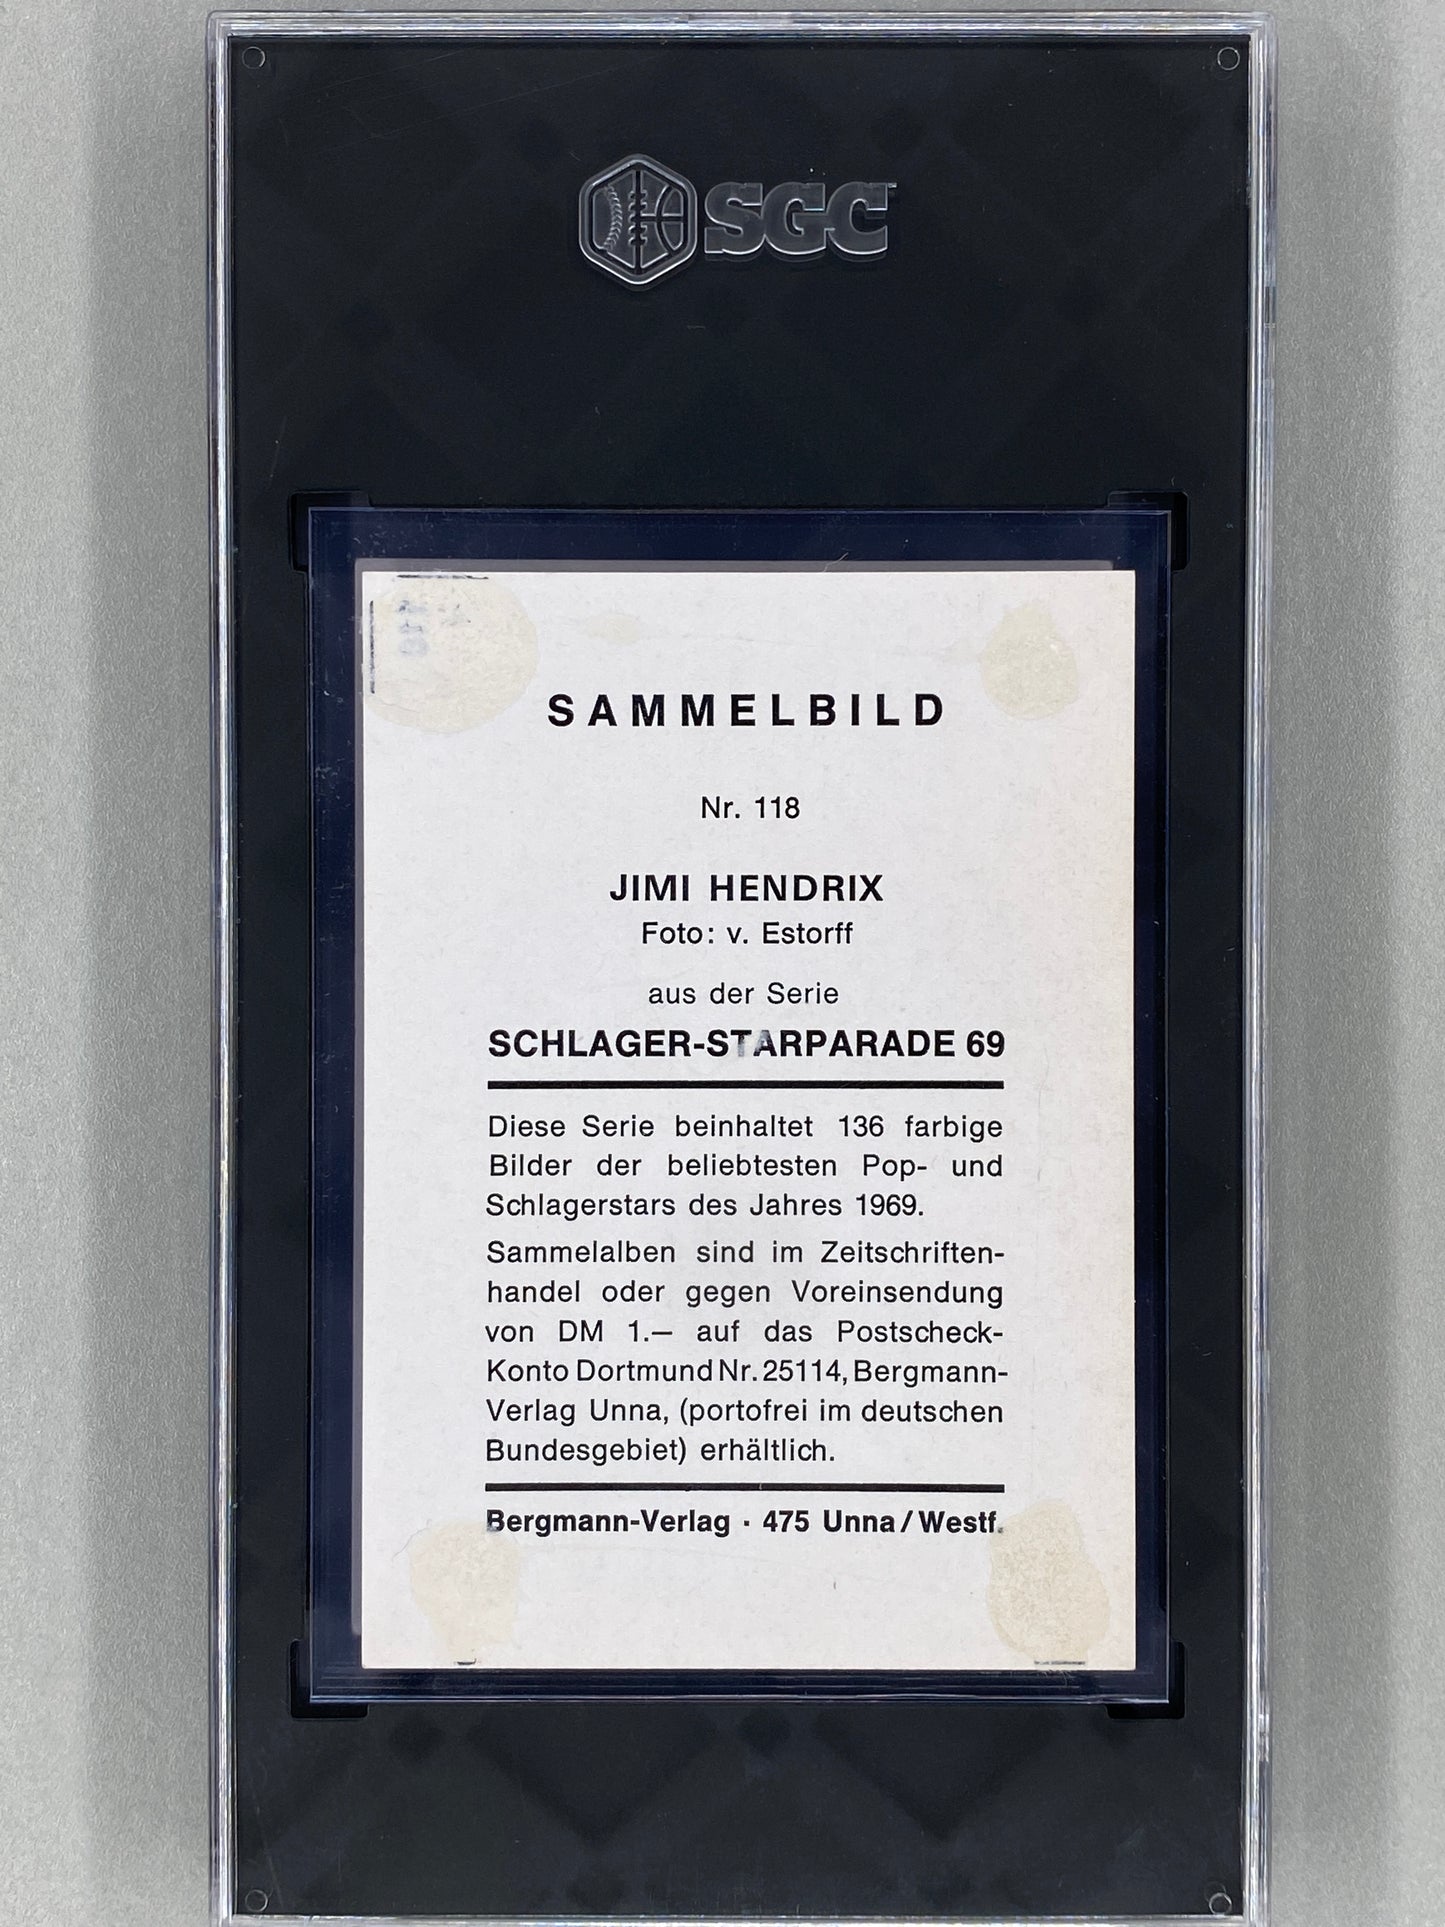 SGC
SAMMELBILD
Nr. 118
JIMI HENDRIX
Foto: v. Estorff
aus der Serie
SCHLAGER-STARPARADE 69
Diese Serie beinhaltet 136 farbige
Bilder der beliebtesten Pop- und
Schlagerstars des Jahres 1969.
Sammelalben sind im Zeitschriften-
handel oder gegen Voreinsendung
von DM 1.— auf das Postscheck-
Konto Dortmund Nr. 25114, Bergmann-
Verlag Unna, (portofrei im deutschen
Bundesgebiet) erhältlich.
Bergmann-Verlag · 475 Unna / Westf.